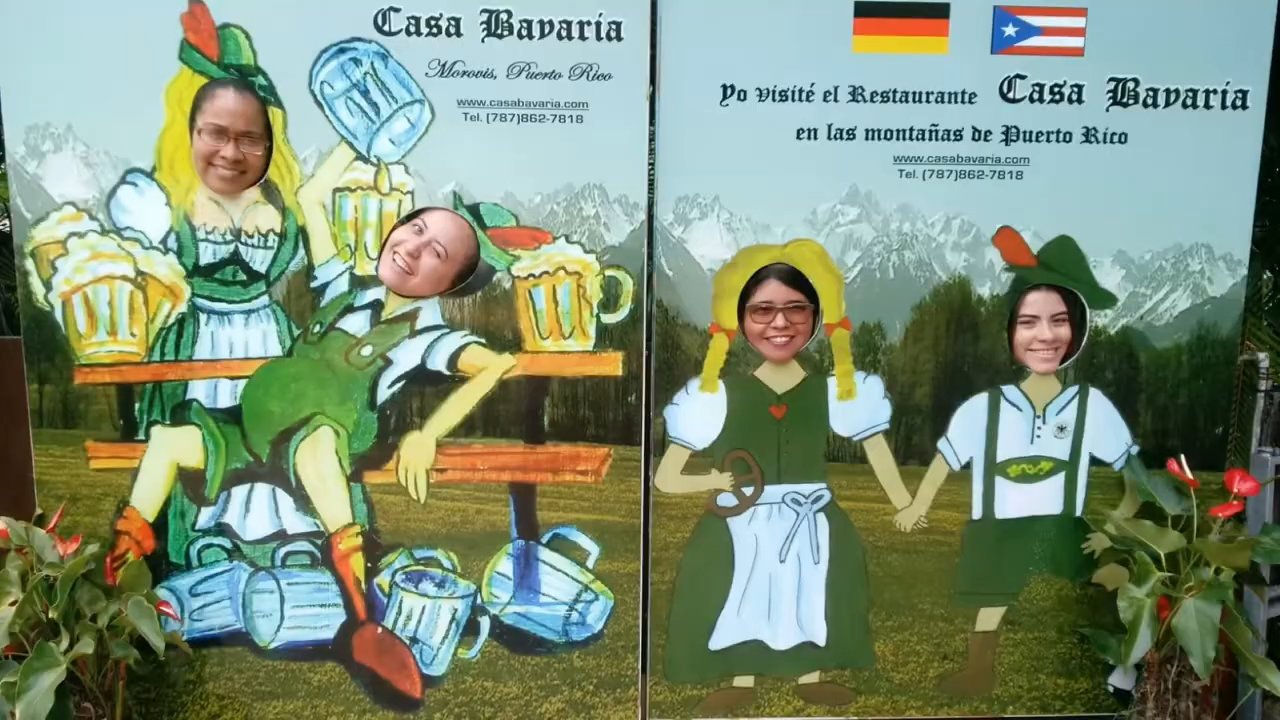 Casa Bavaria
Morovis, Puerto Rico
www.casabavaria.com
Tel. (787)862-7818
Yo visité el Restaurante Casa Bavaria
en las montañas de Puerto Rico
www.casabavaria.com
Tel. (787)862-7818